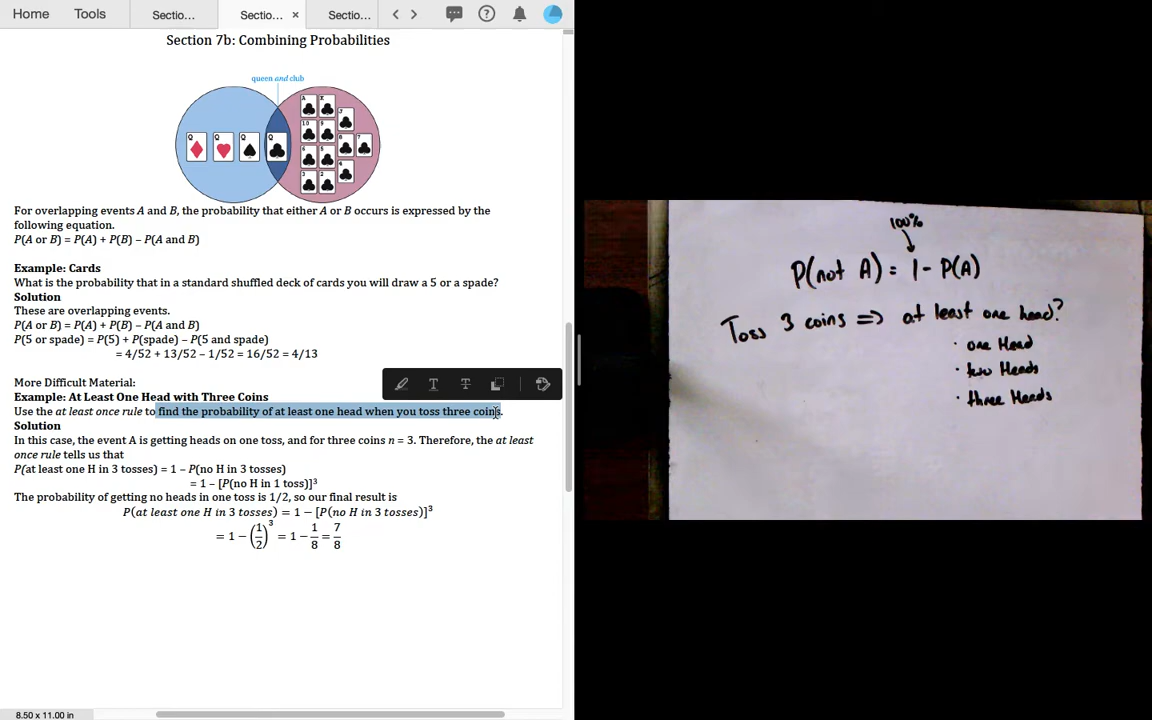 Home Tools Sectio... Sectio... × Sectio...
Section 7b: Combining Probabilities
queen and club
For overlapping events A and B, the probability that either A or B occurs is expressed by the
following equation.
P(A or B) = P(A) + P(B) – P(A and B)
Example: Cards
What is the probability that in a standard shuffled deck of cards you will draw a 5 or a spade?
Solution
These are overlapping events.
P(A or B) = P(A) + P(B) – P(A and B)
P(5 or spade) = P(5) + P(spade) – P(5 and spade)
= 4/52 + 13/52 – 1/52 = 16/52 = 4/13
More Difficult Material:
Example: At Least One Head with Three Coins
Use the at least once rule to find the probability of at least one head when you toss three coins.
Solution
In this case, the event A is getting heads on one toss, and for three coins n = 3. Therefore, the at least
once rule tells us that
P(at least one H in 3 tosses) = 1 – P(no H in 3 tosses)
= 1 – [P(no H in 1 toss)]³
The probability of getting no heads in one toss is 1/2, so our final result is
P(at least one H in 3 tosses) = 1 − [P(no H in 3 tosses)]³
= 1 − (1/2)³ = 1 − 1/8 = 7/8
8.50 x 11.00 in
100%
P(not A) = 1 - P(A)
Toss 3 coins => at least one head?
· one Head
· two Heads
· three Heads